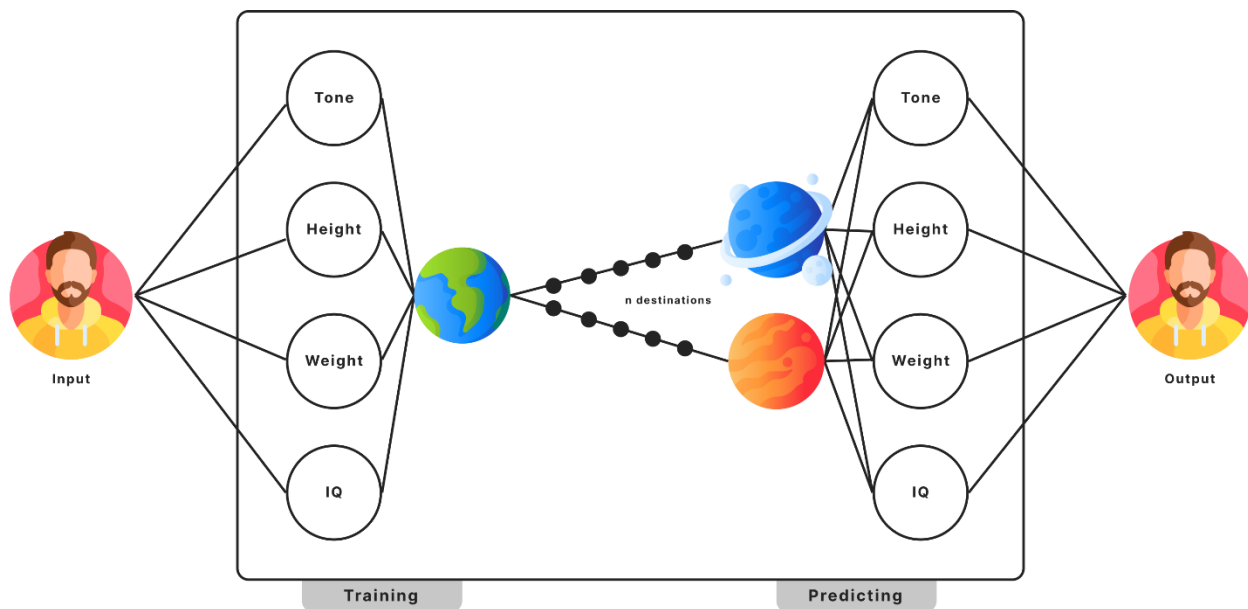 Tone
Height
Weight
IQ
Input
n destinations
Tone
Height
Weight
IQ
Output
Training
Predicting